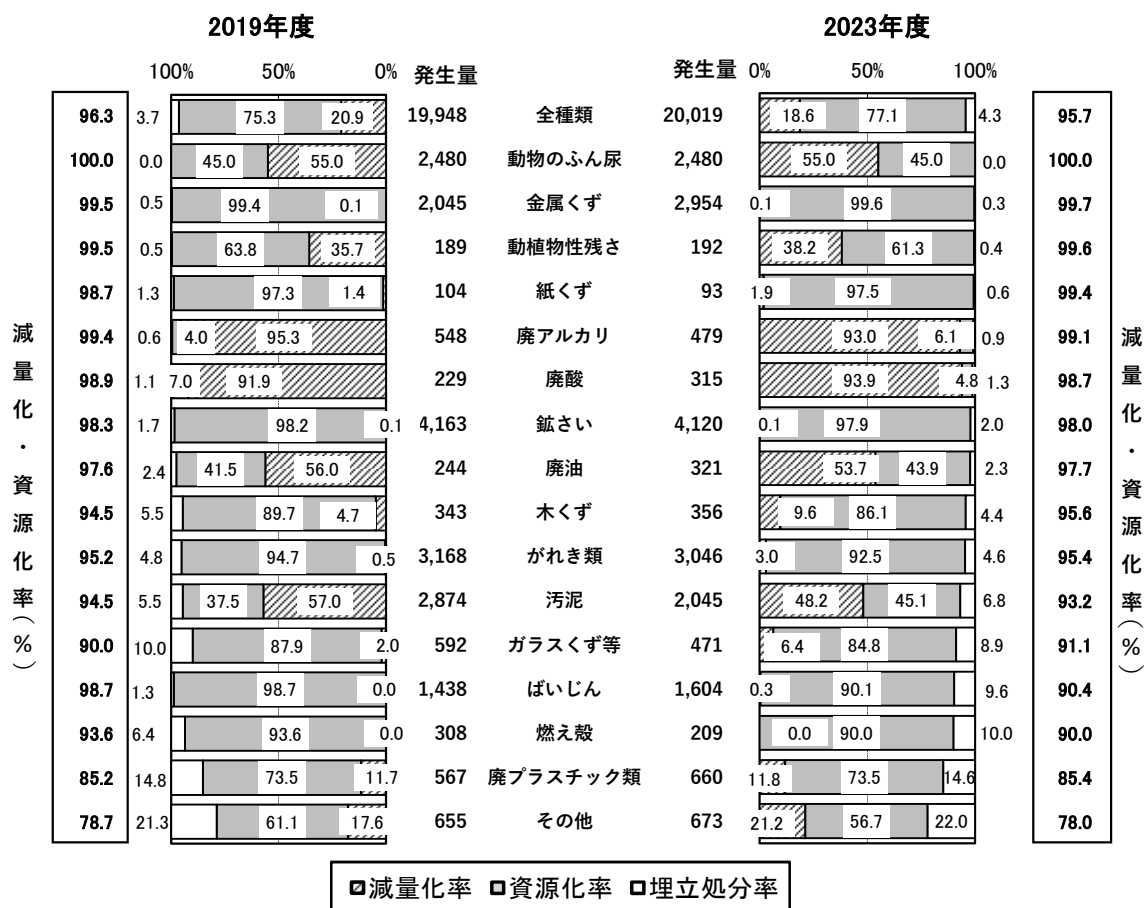 2019年度 2023年度
100% 50% 0% 発生量 発生量 0% 50% 100%
96.3 3.7 75.3 20.9 19,948 全種類 20,019 18.6 77.1 4.3 95.7
100.0 0.0 45.0 55.0 2,480 動物のふん尿 2,480 55.0 45.0 0.0 100.0
99.5 0.5 99.4 0.1 2,045 金属くず 2,954 0.1 99.6 0.3 99.7
99.5 0.5 63.8 35.7 189 動植物性残さ 192 38.2 61.3 0.4 99.6
98.7 1.3 97.3 1.4 104 紙くず 93 1.9 97.5 0.6 99.4
99.4 0.6 4.0 95.3 548 廃アルカリ 479 93.0 6.1 0.9 99.1
98.9 1.1 7.0 91.9 229 廃酸 315 93.9 4.8 1.3 98.7
98.3 1.7 98.2 0.1 4,163 鉱さい 4,120 0.1 97.9 2.0 98.0
97.6 2.4 41.5 56.0 244 廃油 321 53.7 43.9 2.3 97.7
94.5 5.5 89.7 4.7 343 木くず 356 9.6 86.1 4.4 95.6
95.2 4.8 94.7 0.5 3,168 がれき類 3,046 3.0 92.5 4.6 95.4
94.5 5.5 37.5 57.0 2,874 汚泥 2,045 48.2 45.1 6.8 93.2
90.0 10.0 87.9 2.0 592 ガラスくず等 471 6.4 84.8 8.9 91.1
98.7 1.3 98.7 0.0 1,438 ばいじん 1,604 0.3 90.1 9.6 90.4
93.6 6.4 93.6 0.0 308 燃え殻 209 0.0 90.0 10.0 90.0
85.2 14.8 73.5 11.7 567 廃プラスチック類 660 11.8 73.5 14.6 85.4
78.7 21.3 61.1 17.6 655 その他 673 21.2 56.7 22.0 78.0
減量化・資源化率(%)
減量化・資源化率(%)
減量化率 資源化率 埋立処分率